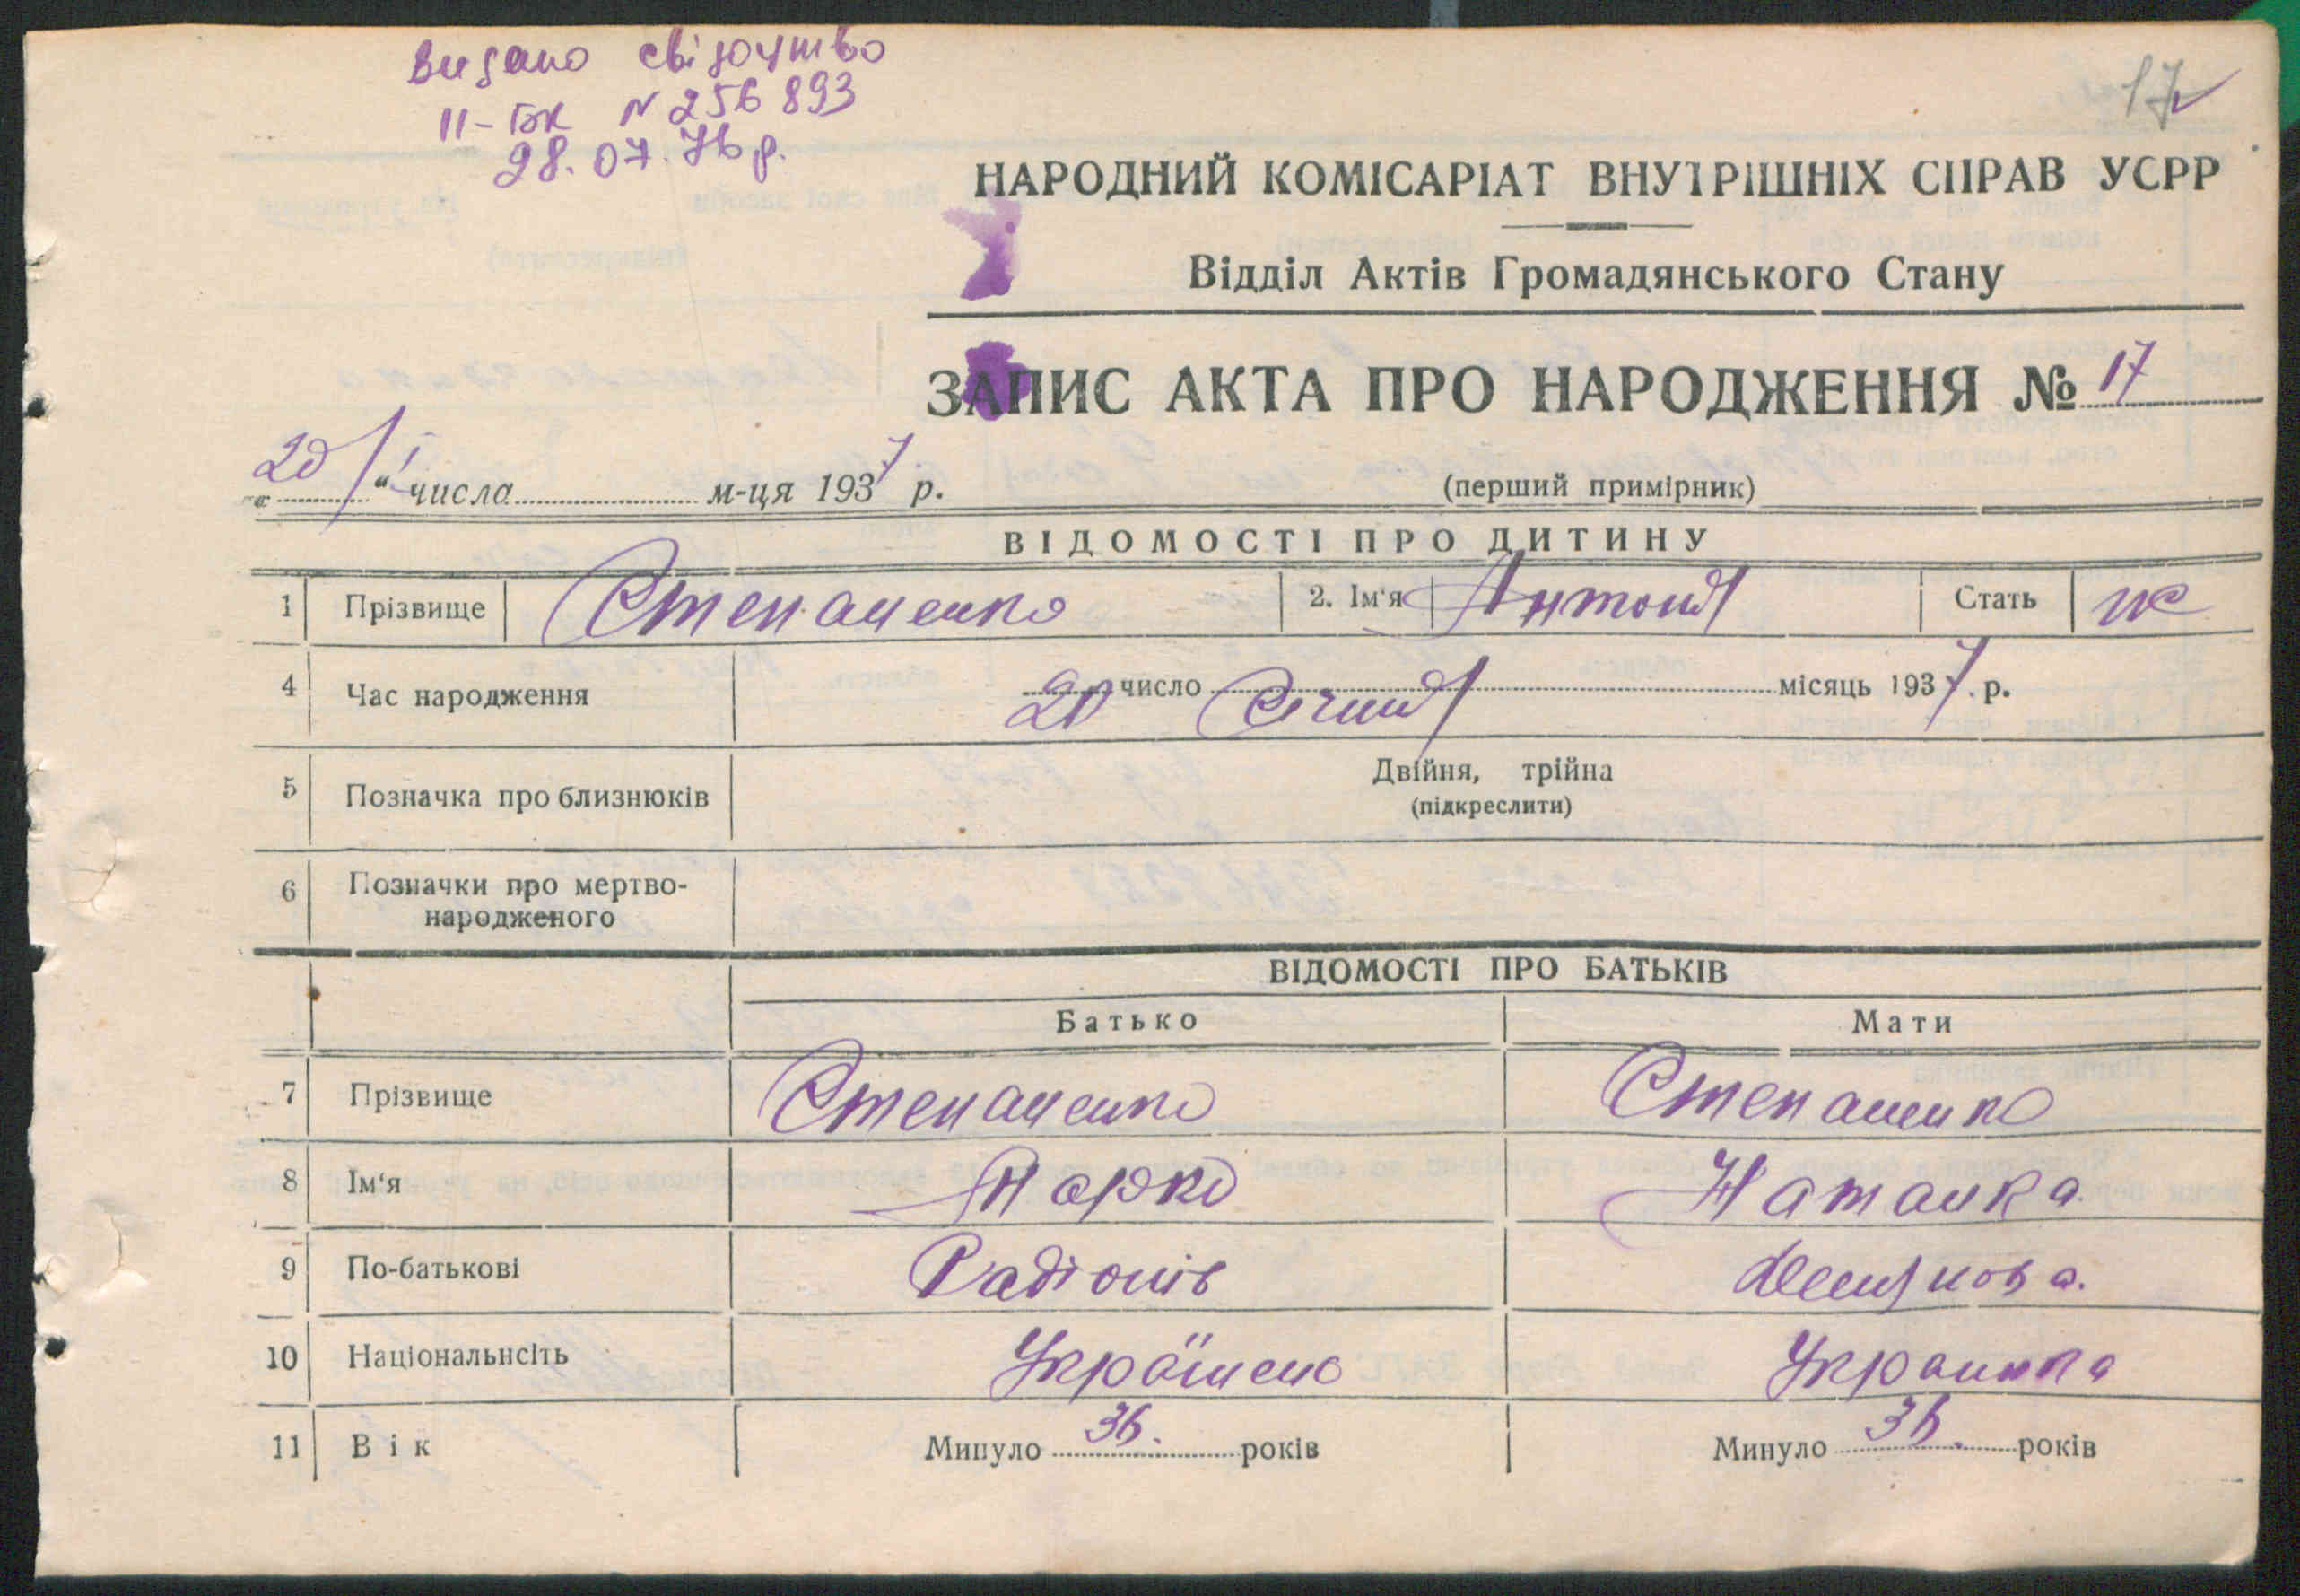 Видано свідоцтво
II-БК N 256893
28.07.76 р.
17
НАРОДНИЙ КОМІСАРІАТ ВНУТРІШНІХ СПРАВ УСРР
Відділ Актів Громадянського Стану
ЗАПИС АКТА ПРО НАРОДЖЕННЯ № 17
„ 20 “ I числа м-ця 1937 р.
(перший примірник)
ВІДОМОСТІ ПРО ДИТИНУ
1 Прізвище Степаненко 2. Ім'я Антон Стать
4 Час народження 20 число Січня місяць 1937 р.
5 Позначка про близнюків Двійня, трійна
(підкреслити)
6 Позначки про мертво-
народженого
ВІДОМОСТІ ПРО БАТЬКІВ
Батько Мати
7 Прізвище Степаненко Степаненко
8 Ім'я Марко Наталка
9 По-батькові Радіонів
10 Національнсіть Українець Українка
11 Вік Минуло 36. років Минуло 36. років